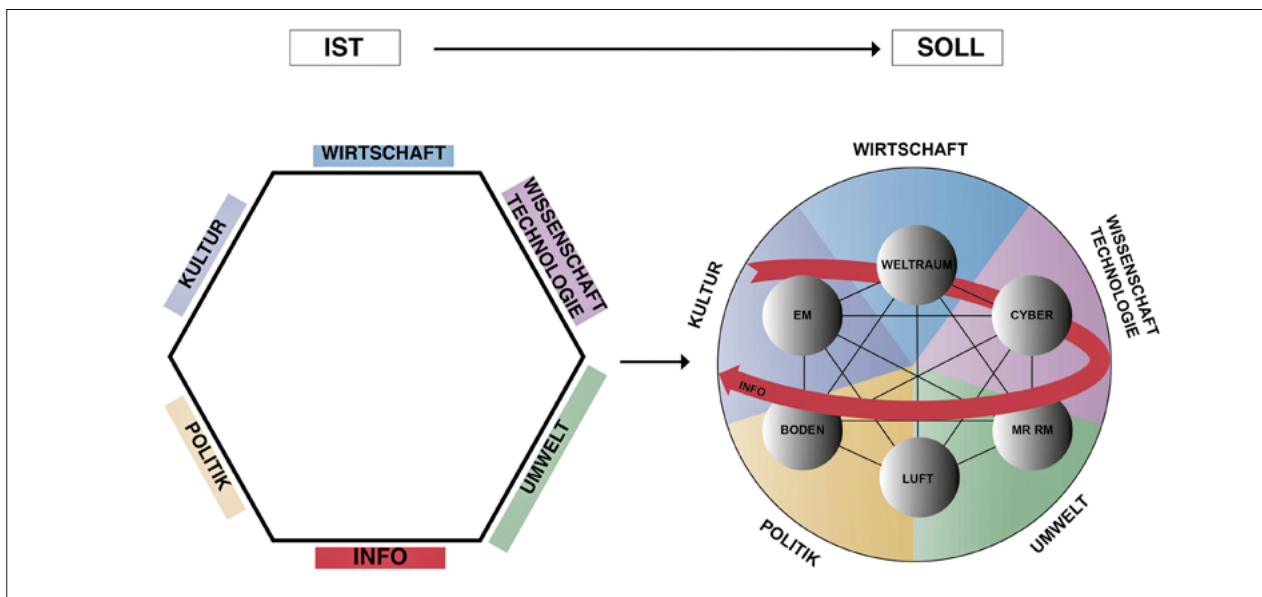 IST
SOLL
WIRTSCHAFT
WISSENSCHAFT
TECHNOLOGIE
KULTUR
POLITIK
UMWELT
INFO
WIRTSCHAFT
WISSENSCHAFT
TECHNOLOGIE
KULTUR
WELTRAUM
EM
CYBER
INFO
BODEN
MR RM
LUFT
POLITIK
UMWELT